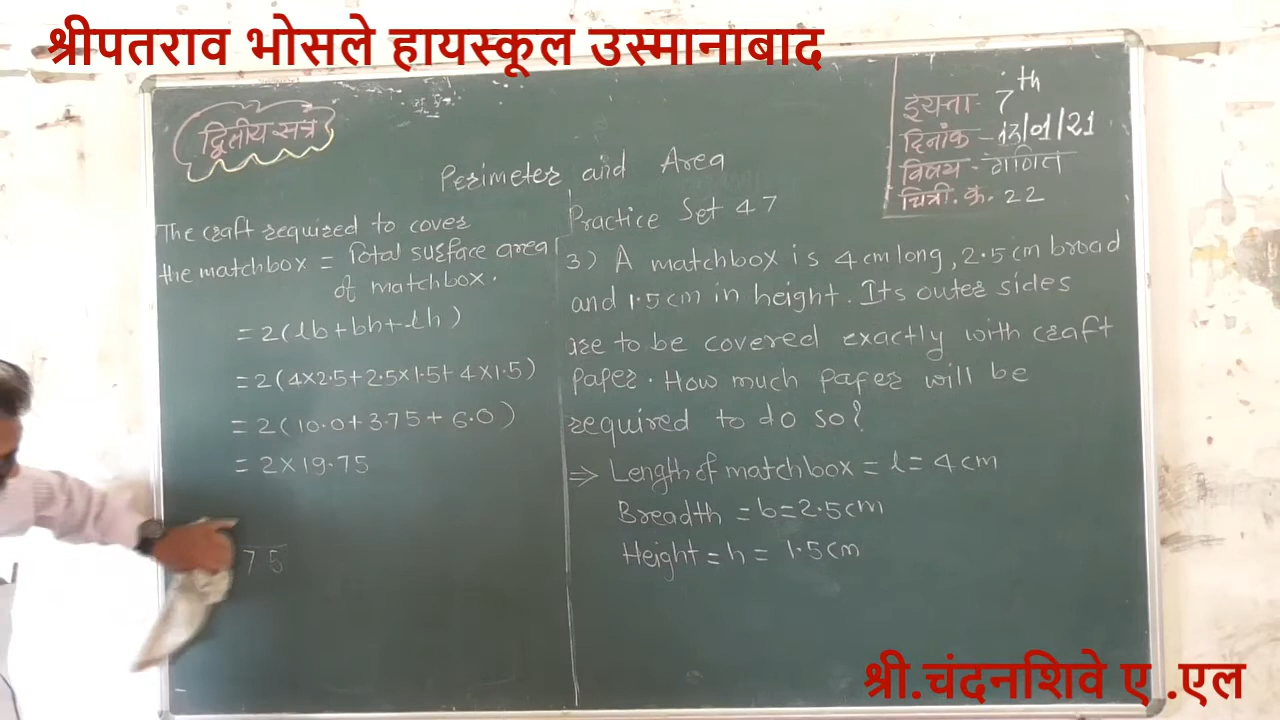 श्रीपतराव भोसले हायस्कूल उस्मानाबाद
द्वितीय सत्र
इयत्ता- 7th
दिनांक - 13/01/21
विषय - गणित
चित्री. क्र. 22
Perimeter and Area
The craft required to cover
the matchbox = Total surface area
of matchbox.
= 2(lb+bh+lh)
= 2(4×2.5+2.5×1.5+4×1.5)
= 2(10.0+3.75+6.0)
= 2×19.75
75
Practice Set 47
3) A matchbox is 4 cm long, 2.5 cm broad
and 1.5 cm in height. Its outer sides
are to be covered exactly with craft
paper. How much paper will be
required to do so?
⇒ Length of matchbox = l = 4 cm
Breadth = b = 2.5 cm
Height = h = 1.5 cm
श्री.चंदनशिवे ए .एल